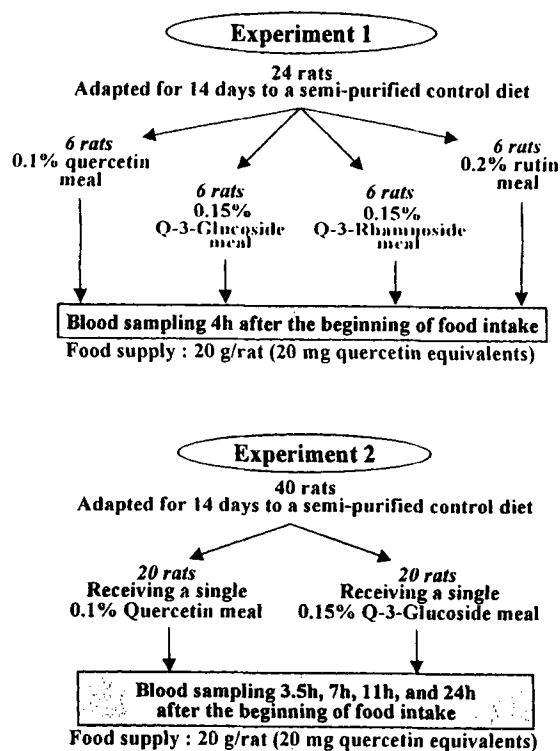 Experiment 1
24 rats
Adapted for 14 days to a semi-purified control diet
6 rats
0.1% quercetin
meal
6 rats
0.15%
Q-3-Glucoside
meal
6 rats
0.15%
Q-3-Rhamnoside
meal
6 rats
0.2% rutin
meal
Blood sampling 4h after the beginning of food intake
Food supply : 20 g/rat (20 mg quercetin equivalents)
Experiment 2
40 rats
Adapted for 14 days to a semi-purified control diet
20 rats
Receiving a single
0.1% Quercetin meal
20 rats
Receiving a single
0.15% Q-3-Glucoside meal
Blood sampling 3.5h, 7h, 11h, and 24h
after the beginning of food intake
Food supply : 20 g/rat (20 mg quercetin equivalents)